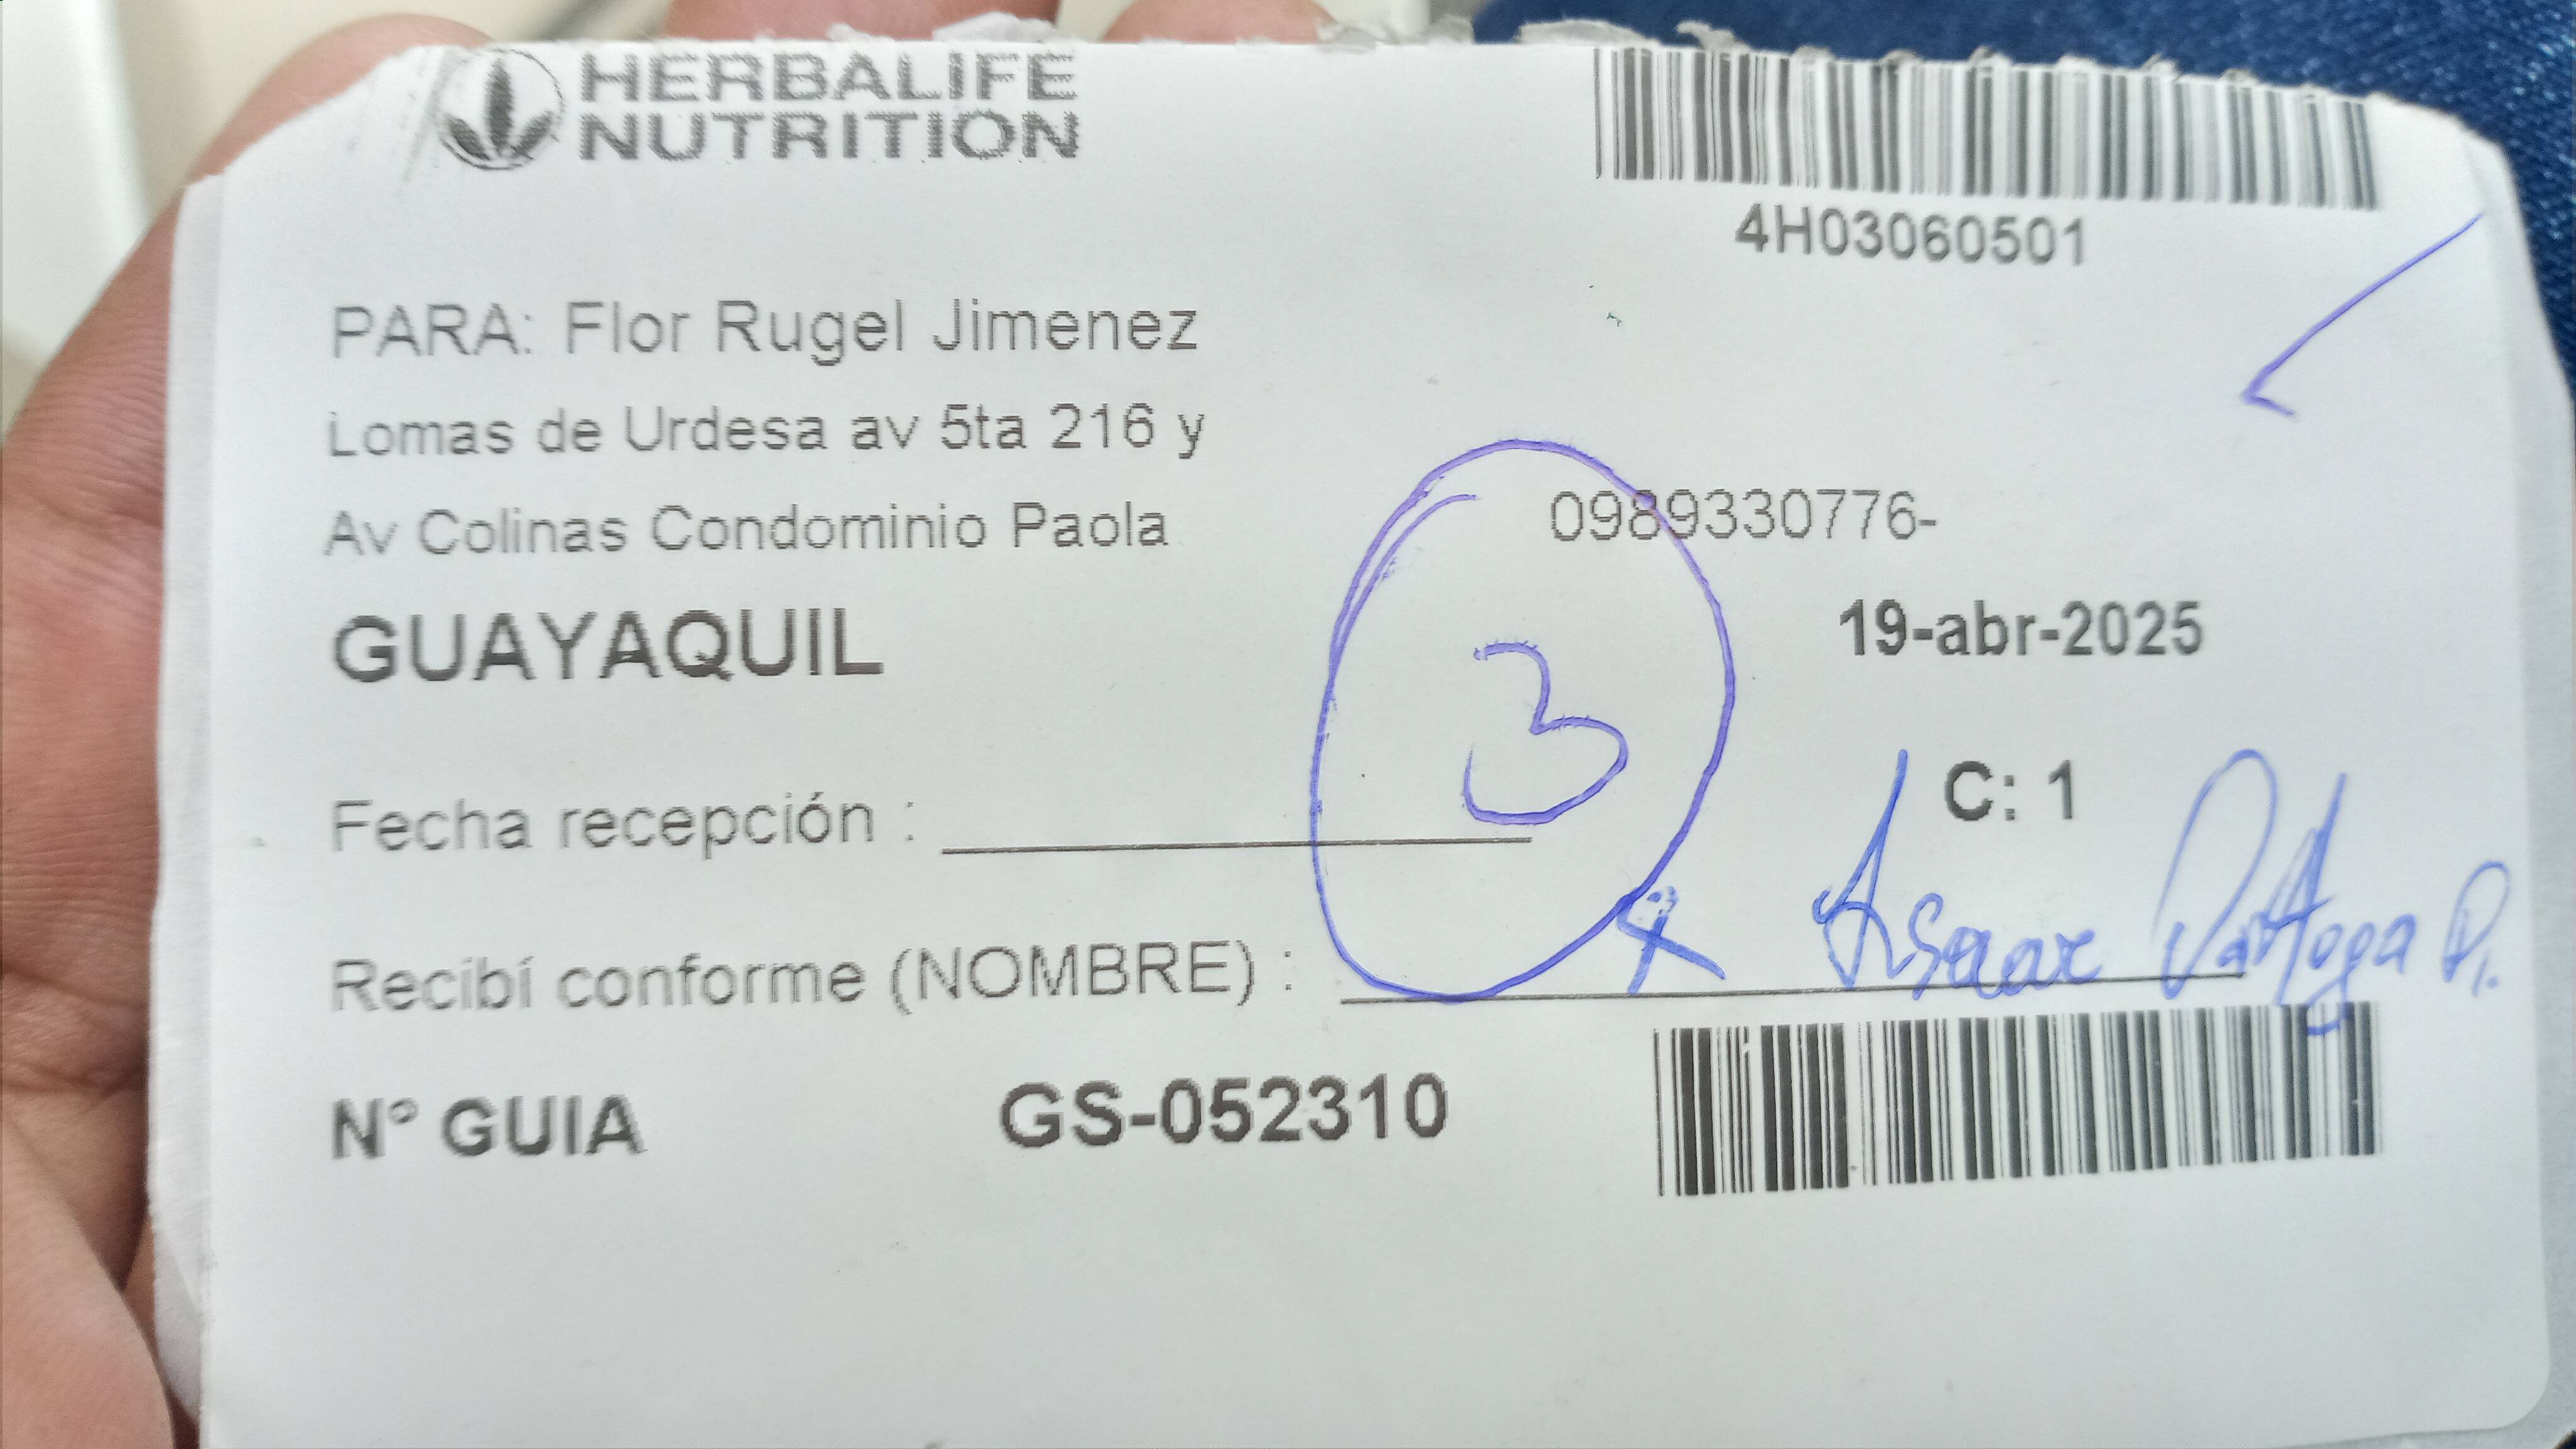 HERBALIFE
NUTRITION
4H03060501
PARA: Flor Rugel Jimenez
Lomas de Urdesa av 5ta 216 y
Av Colinas Condominio Paola
0989330776-
GUAYAQUIL
19-abr-2025
3
C: 1
Fecha recepción :
Recibí conforme (NOMBRE) :
N° GUIA GS-052310